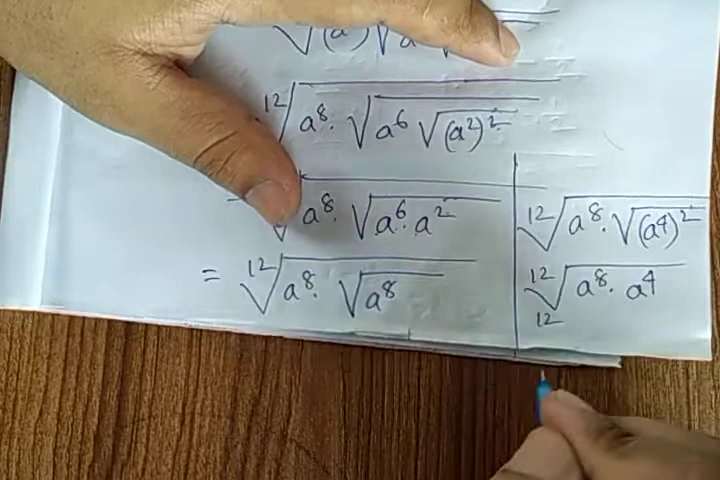 √(a
¹²√(a⁸·√(a⁶√((a²)²)))
√(a⁸·√(a⁶·a²))
= ¹²√(a⁸·√(a⁸))
¹²√(a⁸·√((a⁴)²))
¹²√(a⁸·a⁴)
12